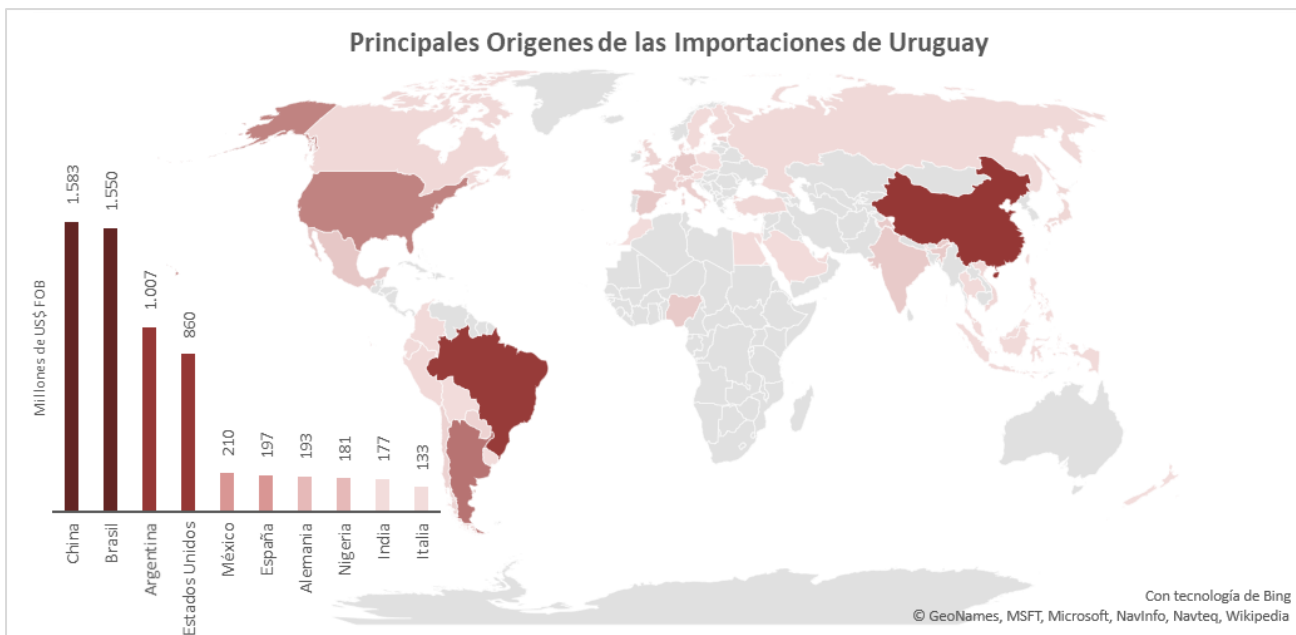 Principales Origenes de las Importaciones de Uruguay
Millones de US$ FOB
1.583
1.550
1.007
860
210
197
193
181
177
133
China
Brasil
Argentina
Estados Unidos
México
España
Alemania
Nigeria
India
Italia
Con tecnología de Bing
© GeoNames, MSFT, Microsoft, NavInfo, Navteq, Wikipedia